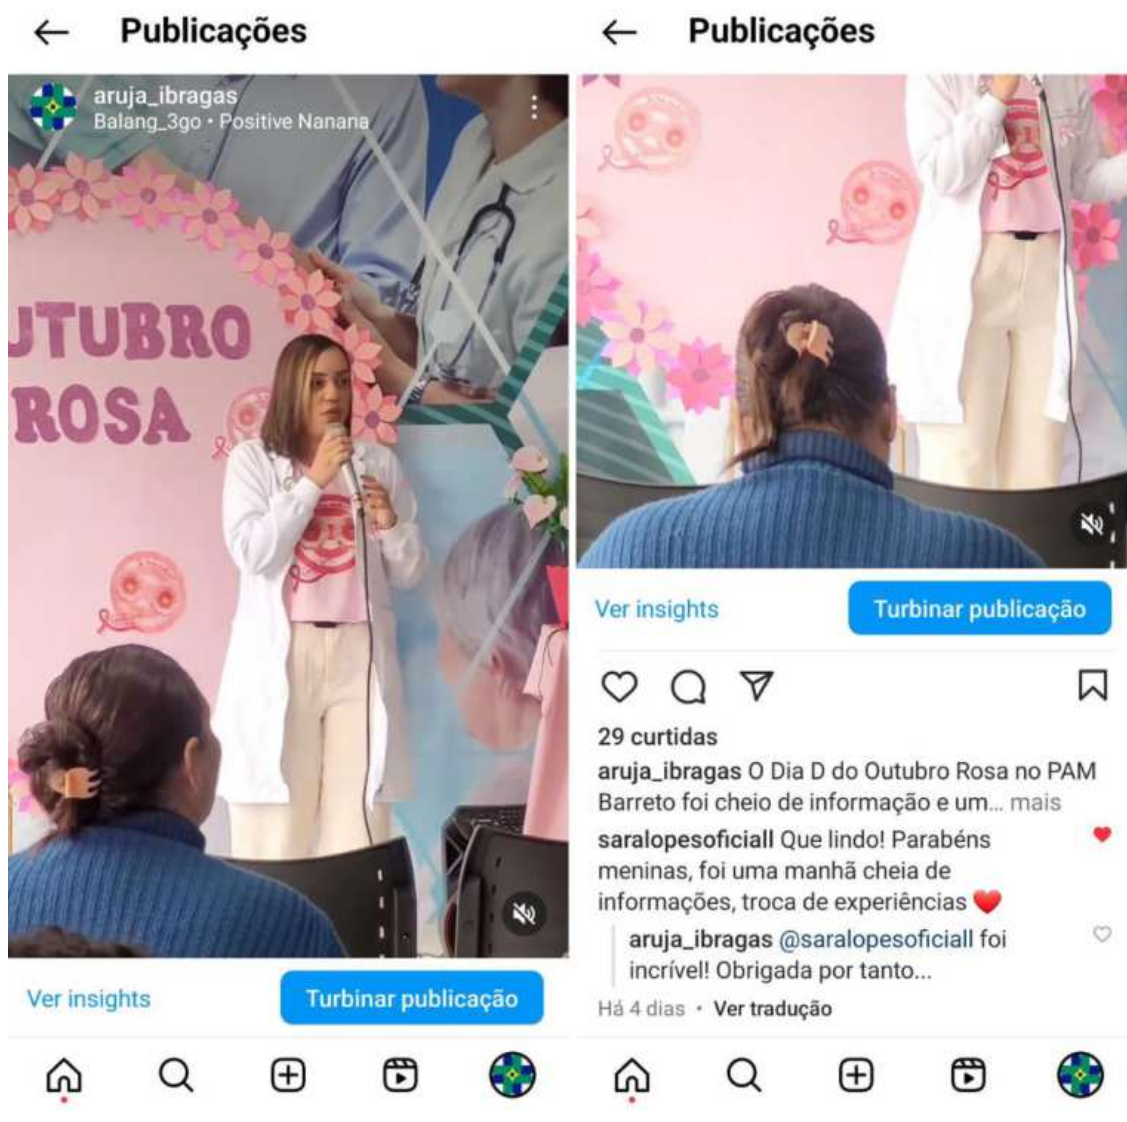 Publicações
aruja_ibragas
Balang_3go • Positive Nanana
UTUBRO
ROSA
Ver insights
Turbinar publicação
Publicações
Ver insights
Turbinar publicação
29 curtidas
aruja_ibragas O Dia D do Outubro Rosa no PAM
Barreto foi cheio de informação e um... mais
saralopesoficiall Que lindo! Parabéns
meninas, foi uma manhã cheia de
informações, troca de experiências ❤️
aruja_ibragas @saralopesoficiall foi
incrível! Obrigada por tanto...
Há 4 dias • Ver tradução